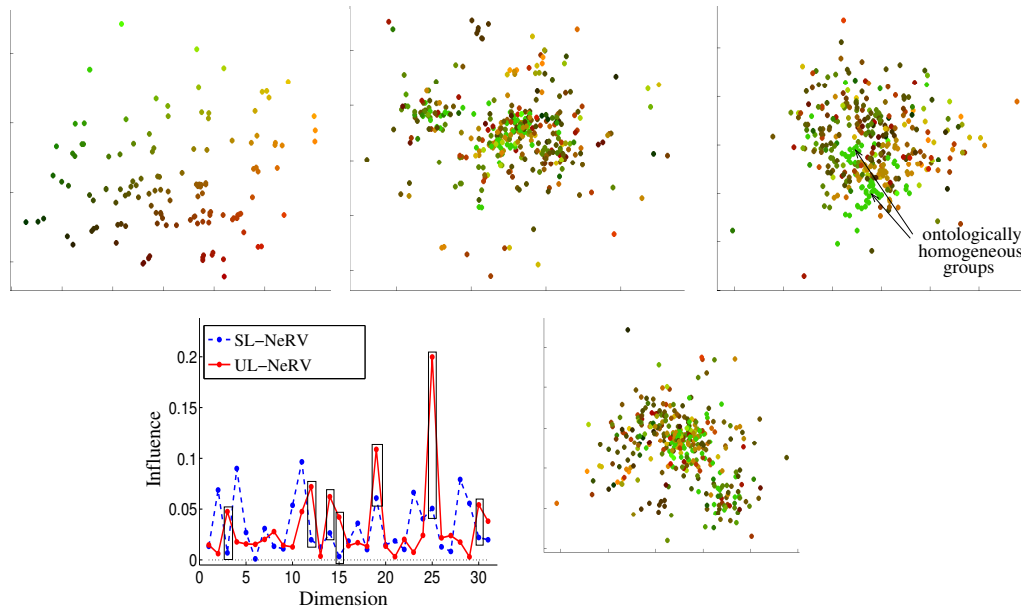 ontologically
homogeneous
groups
SL−NeRV
UL−NeRV
Influence
0.2
0.15
0.1
0.05
0
0 5 10 15 20 25 30
Dimension